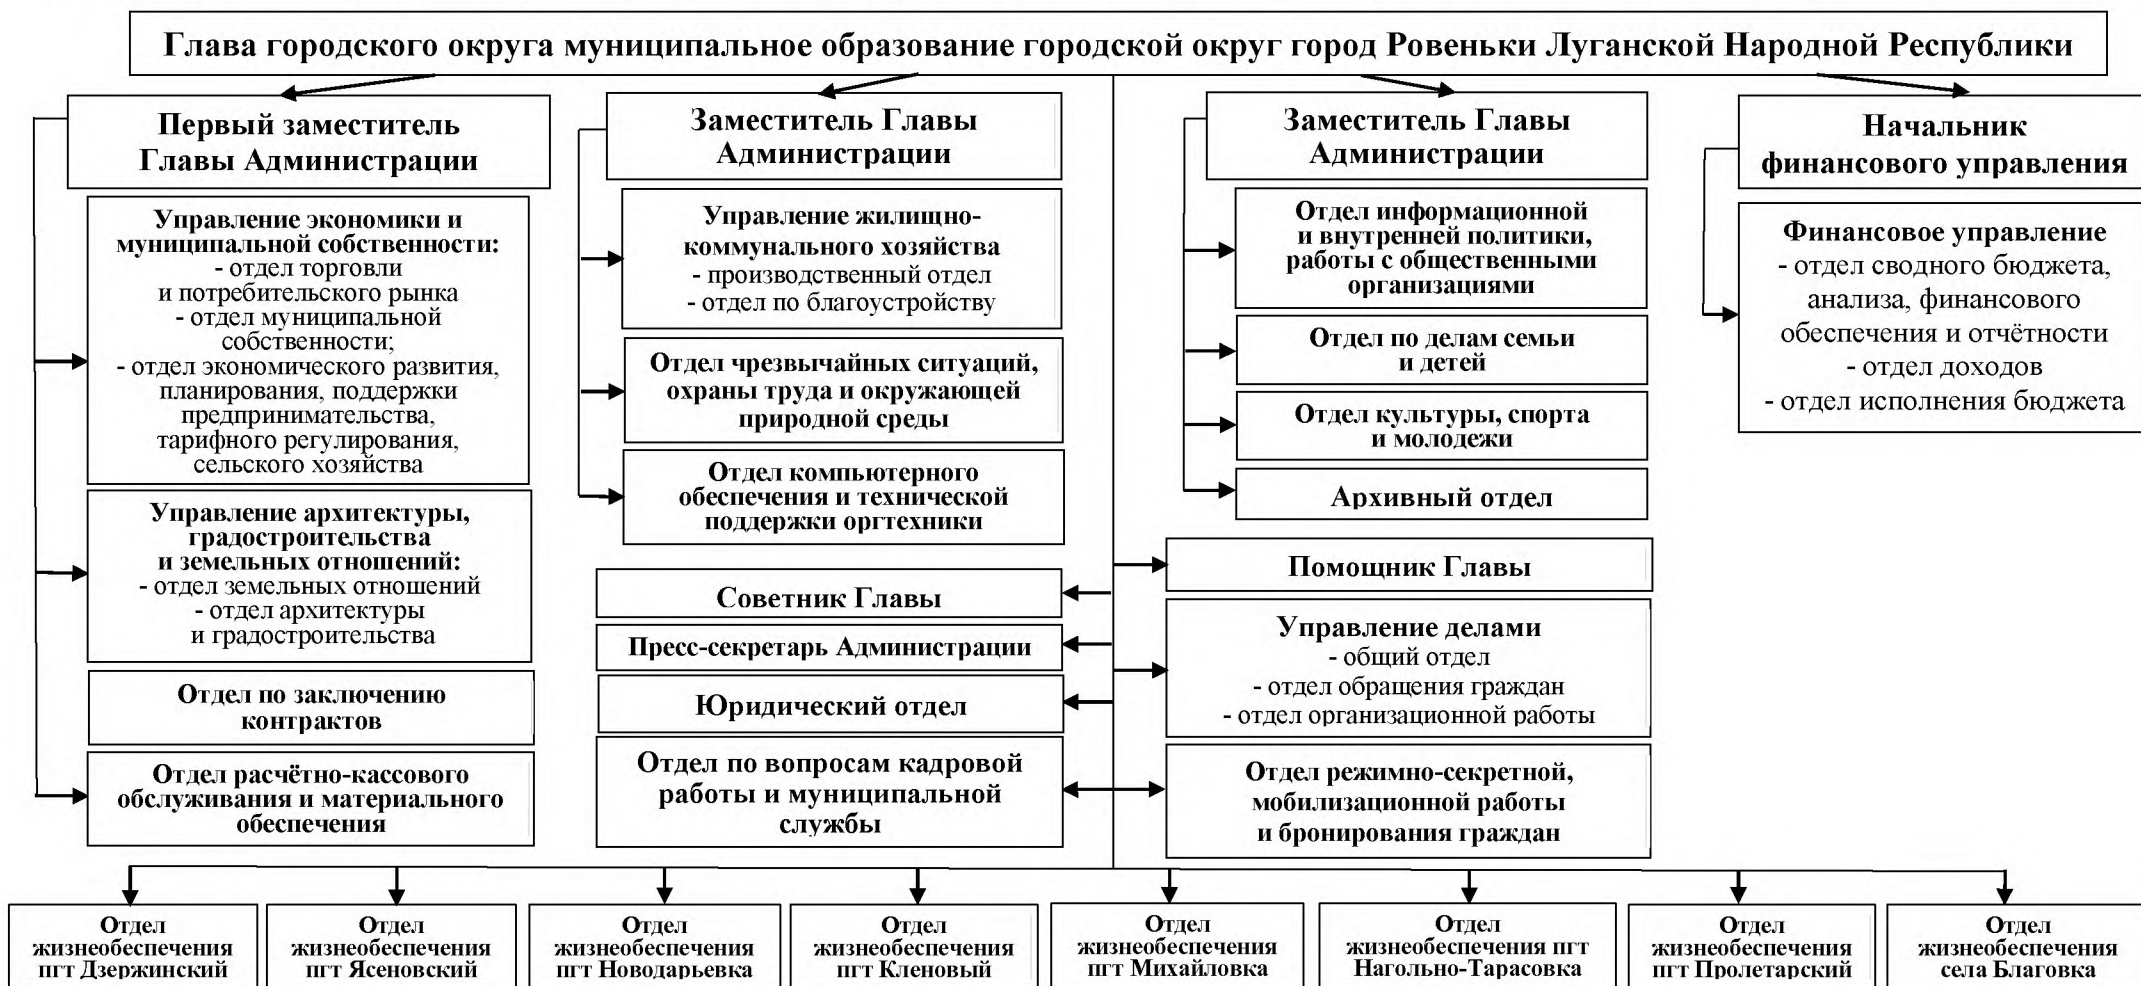 Глава городского округа муниципальное образование городской округ город Ровеньки Луганской Народной Республики
Первый заместитель
Главы Администрации
Управление экономики и
муниципальной собственности:
- отдел торговли
и потребительского рынка
- отдел муниципальной
собственности;
- отдел экономического развития,
планирования, поддержки
предпринимательства,
тарифного регулирования,
сельского хозяйства
Управление архитектуры,
градостроительства
и земельных отношений:
- отдел земельных отношений
- отдел архитектуры
и градостроительства
Отдел по заключению
контрактов
Отдел расчётно-кассового
обслуживания и материального
обеспечения
Заместитель Главы
Администрации
Управление жилищно-
коммунального хозяйства
- производственный отдел
- отдел по благоустройству
Отдел чрезвычайных ситуаций,
охраны труда и окружающей
природной среды
Отдел компьютерного
обеспечения и технической
поддержки оргтехники
Заместитель Главы
Администрации
Отдел информационной
и внутренней политики,
работы с общественными
организациями
Отдел по делам семьи
и детей
Отдел культуры, спорта
и молодежи
Архивный отдел
Начальник
финансового управления
Финансовое управление
- отдел сводного бюджета,
анализа, финансового
обеспечения и отчётности
- отдел доходов
- отдел исполнения бюджета
Советник Главы
Пресс-секретарь Администрации
Юридический отдел
Отдел по вопросам кадровой
работы и муниципальной
службы
Помощник Главы
Управление делами
- общий отдел
- отдел обращения граждан
- отдел организационной работы
Отдел режимно-секретной,
мобилизационной работы
и бронирования граждан
Отдел
жизнеобеспечения
пгт Дзержинский
Отдел
жизнеобеспечения
пгт Ясеновский
Отдел
жизнеобеспечения
пгт Новодарьевка
Отдел
жизнеобеспечения
пгт Кленовый
Отдел
жизнеобеспечения
пгт Михайловка
Отдел
жизнеобеспечения пгт
Нагольно-Тарасовка
Отдел
жизнеобеспечения
пгт Пролетарский
Отдел
жизнеобеспечения
села Благовка